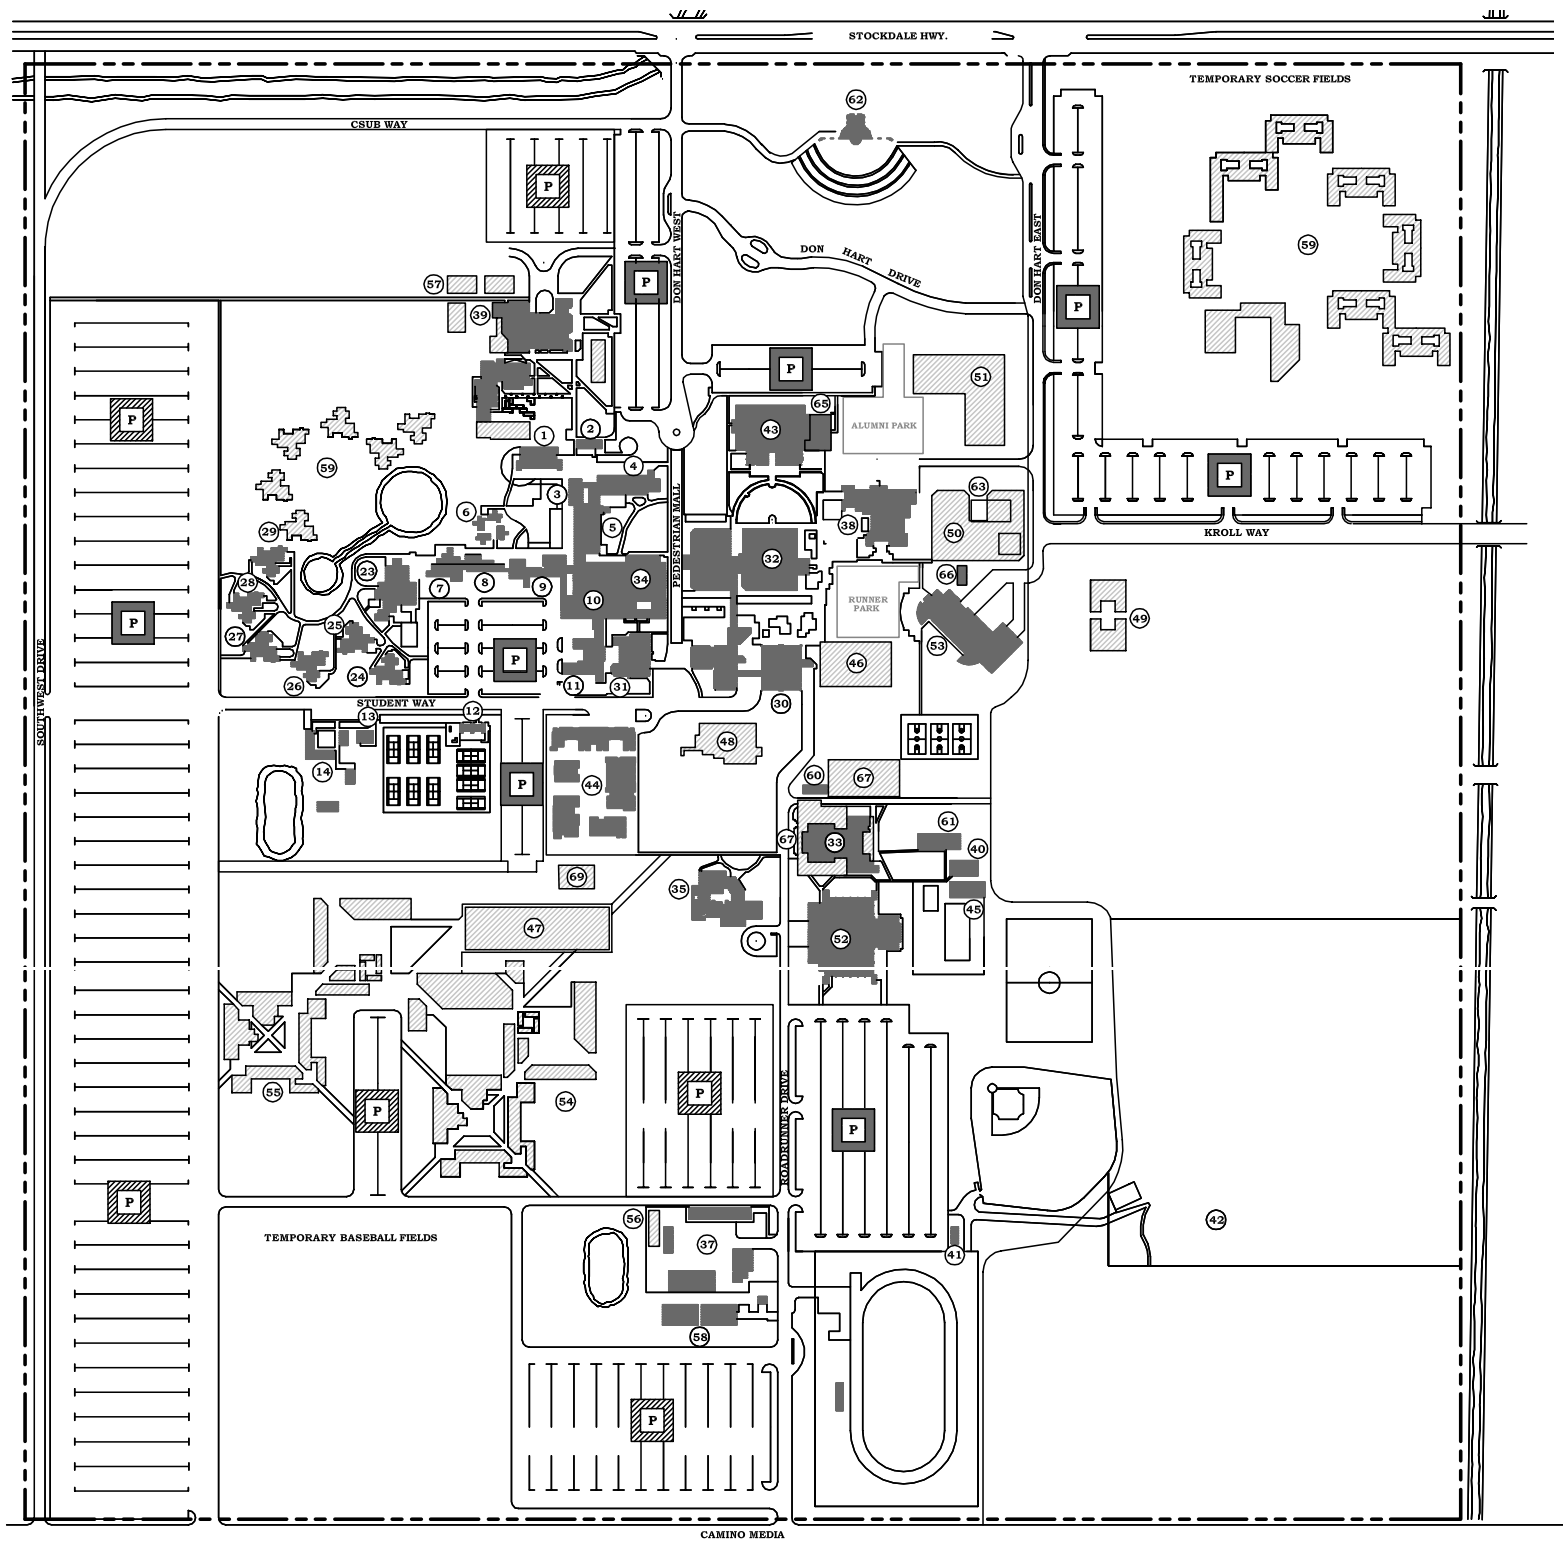 STOCKDALE HWY.
TEMPORARY SOCCER FIELDS
62
CSUB WAY
P
DON HART WEST
DON HART EAST
59
DON
HART
DRIVE
57
P
P
39
P
51
65
P
ALUMNI PARK
1
2
43
59
4
P
63
3
6
5
38
50
PEDESTRIAN MALL
29
KROLL WAY
32
23
28
7
8
9
34
66
10
RUNNER
PARK
P
25
49
27
53
P
46
24
26
11
31
SOUTHWEST DRIVE
STUDENT WAY
30
12
13
48
14
P
44
60
67
61
67
33
40
69
35
45
47
52
55
P
P
54
ROADRUNNER DRIVE
P
P
56
42
TEMPORARY BASEBALL FIELDS
37
41
58
P
CAMINO MEDIA